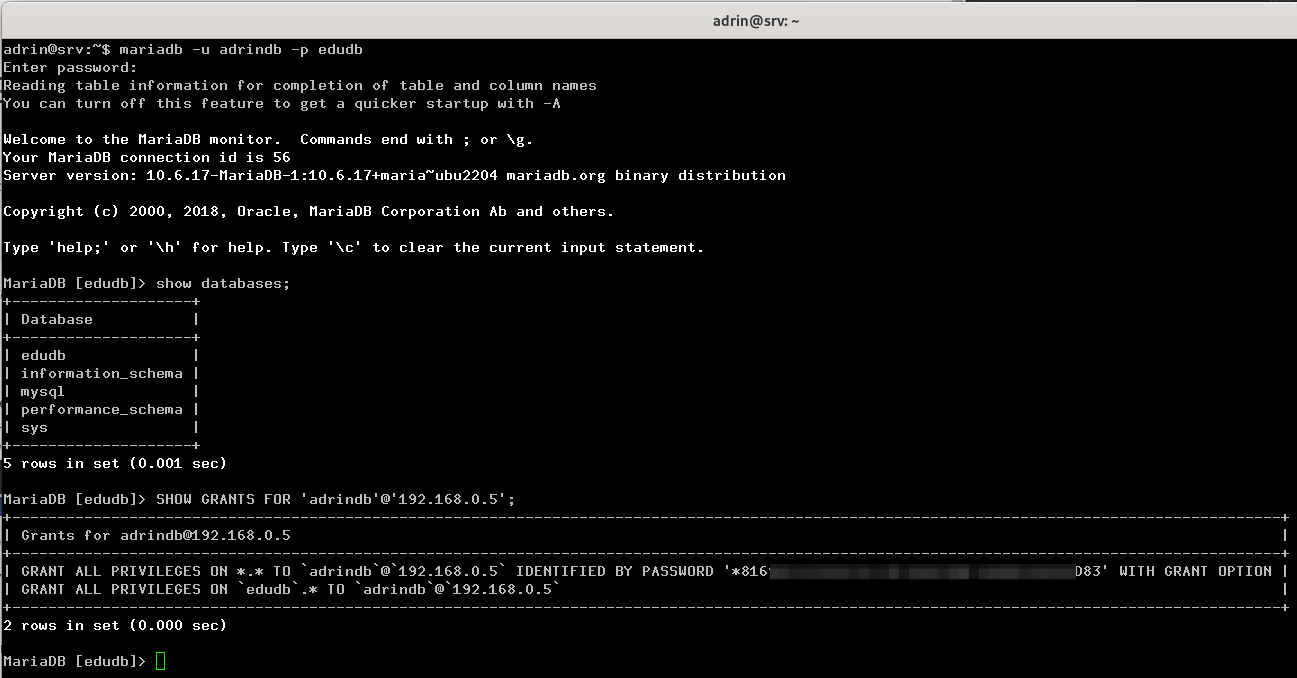 adrin@srv: ~
adrin@srv:~$ mariadb -u adrindb -p edudb
Enter password:
Reading table information for completion of table and column names
You can turn off this feature to get a quicker startup with -A
Welcome to the MariaDB monitor.  Commands end with ; or \g.
Your MariaDB connection id is 56
Server version: 10.6.17-MariaDB-1:10.6.17+maria~ubu2204 mariadb.org binary distribution
Copyright (c) 2000, 2018, Oracle, MariaDB Corporation Ab and others.
Type 'help;' or '\h' for help. Type '\c' to clear the current input statement.
MariaDB [edudb]> show databases;
+--------------------+
| Database           |
+--------------------+
| edudb              |
| information_schema |
| mysql              |
| performance_schema |
| sys                |
+--------------------+
5 rows in set (0.001 sec)
MariaDB [edudb]> SHOW GRANTS FOR 'adrindb'@'192.168.0.5';
| Grants for adrindb@192.168.0.5 |
| GRANT ALL PRIVILEGES ON *.* TO `adrindb`@`192.168.0.5` IDENTIFIED BY PASSWORD '*816 D83' WITH GRANT OPTION |
| GRANT ALL PRIVILEGES ON `edudb`.* TO `adrindb`@`192.168.0.5` |
2 rows in set (0.000 sec)
MariaDB [edudb]>